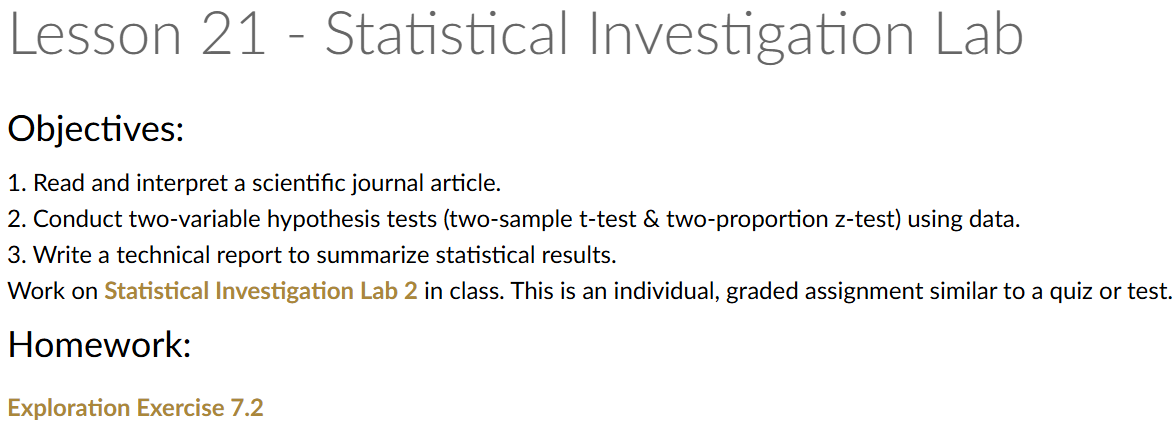 Lesson 21 - Statistical Investigation Lab
Objectives:
1. Read and interpret a scientific journal article.
2. Conduct two-variable hypothesis tests (two-sample t-test & two-proportion z-test) using data.
3. Write a technical report to summarize statistical results.
Work on Statistical Investigation Lab 2 in class. This is an individual, graded assignment similar to a quiz or test.
Homework:
Exploration Exercise 7.2